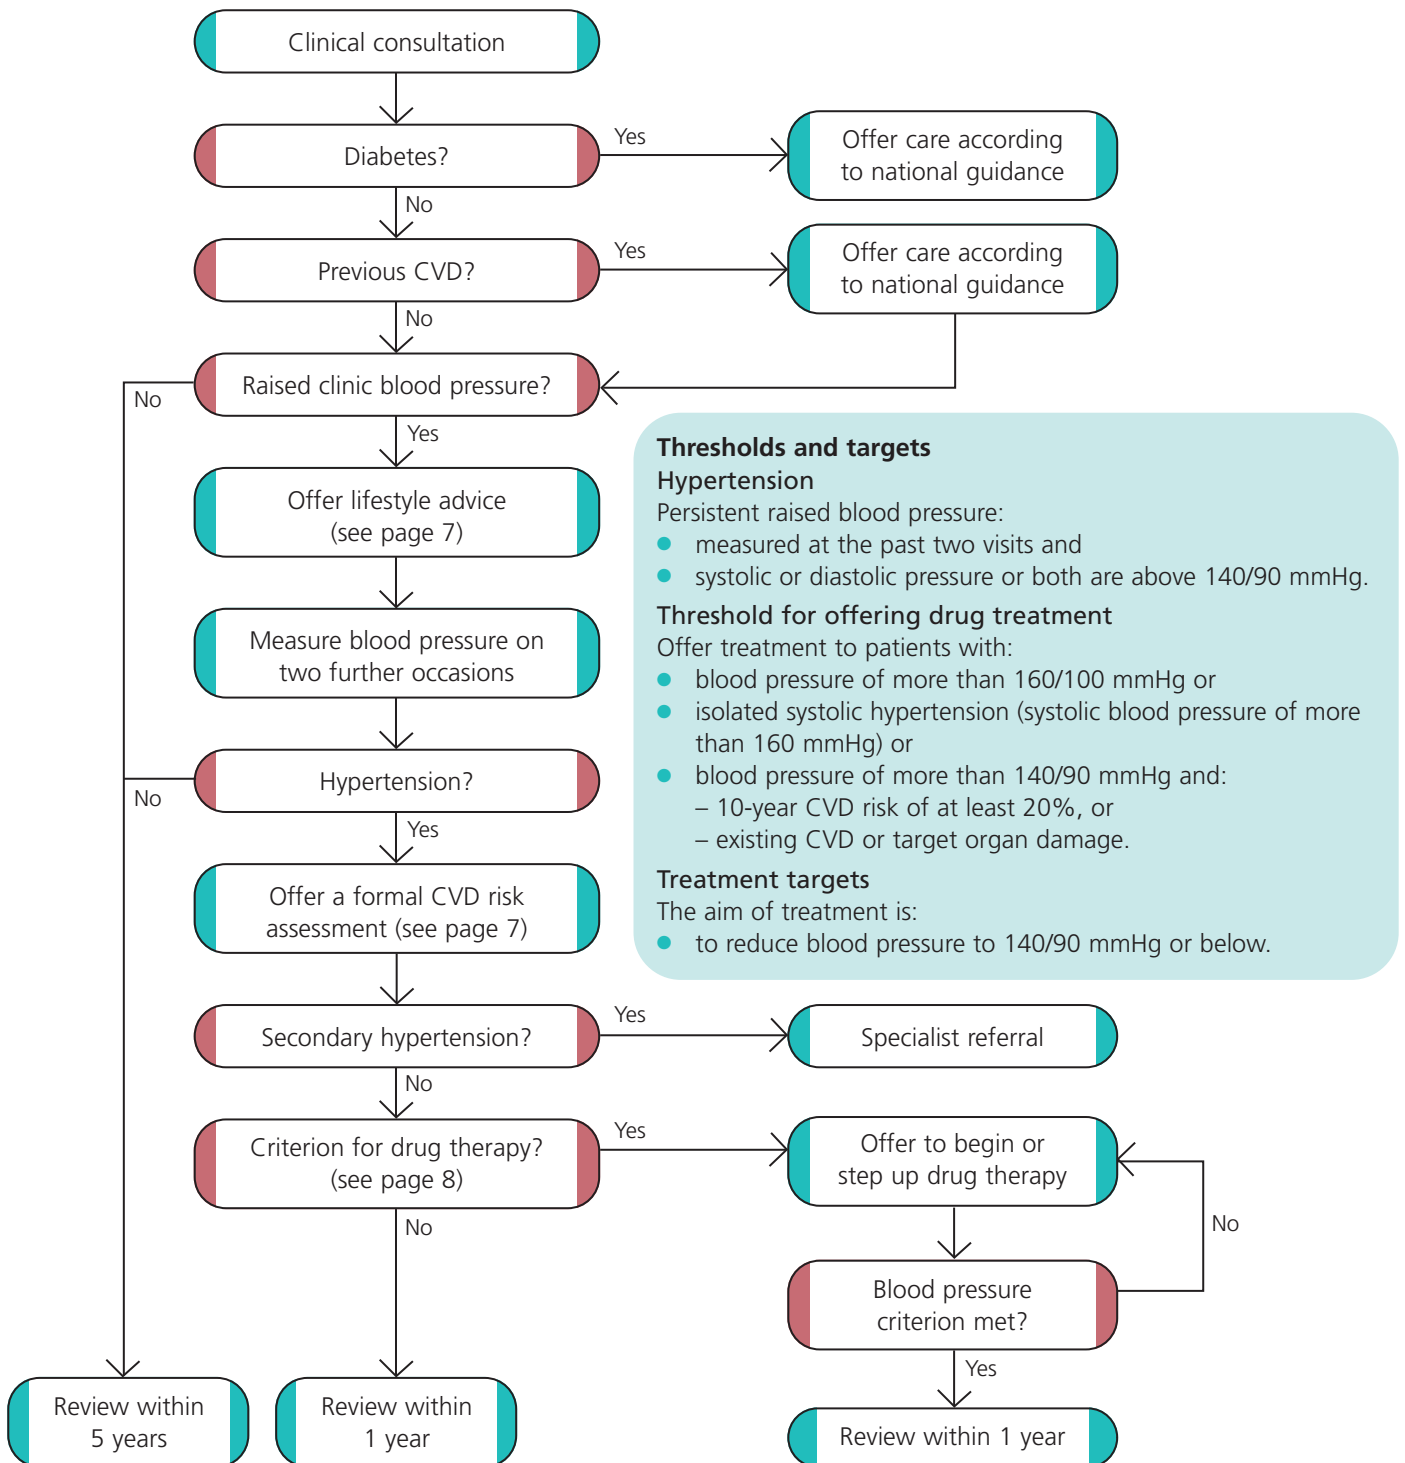 Clinical consultation
Diabetes?
Yes
Offer care according
to national guidance
No
Previous CVD?
Yes
Offer care according
to national guidance
No
Raised clinic blood pressure?
No
Yes
Offer lifestyle advice
(see page 7)
Measure blood pressure on
two further occasions
Hypertension?
No
Yes
Offer a formal CVD risk
assessment (see page 7)
Thresholds and targets
Hypertension
Persistent raised blood pressure:
● measured at the past two visits and
● systolic or diastolic pressure or both are above 140/90 mmHg.
Threshold for offering drug treatment
Offer treatment to patients with:
● blood pressure of more than 160/100 mmHg or
● isolated systolic hypertension (systolic blood pressure of more
than 160 mmHg) or
● blood pressure of more than 140/90 mmHg and:
– 10-year CVD risk of at least 20%, or
– existing CVD or target organ damage.
Treatment targets
The aim of treatment is:
● to reduce blood pressure to 140/90 mmHg or below.
Secondary hypertension?
Yes
Specialist referral
No
Criterion for drug therapy?
(see page 8)
Yes
Offer to begin or
step up drug therapy
No
No
Blood pressure
criterion met?
Yes
Review within
5 years
Review within
1 year
Review within 1 year